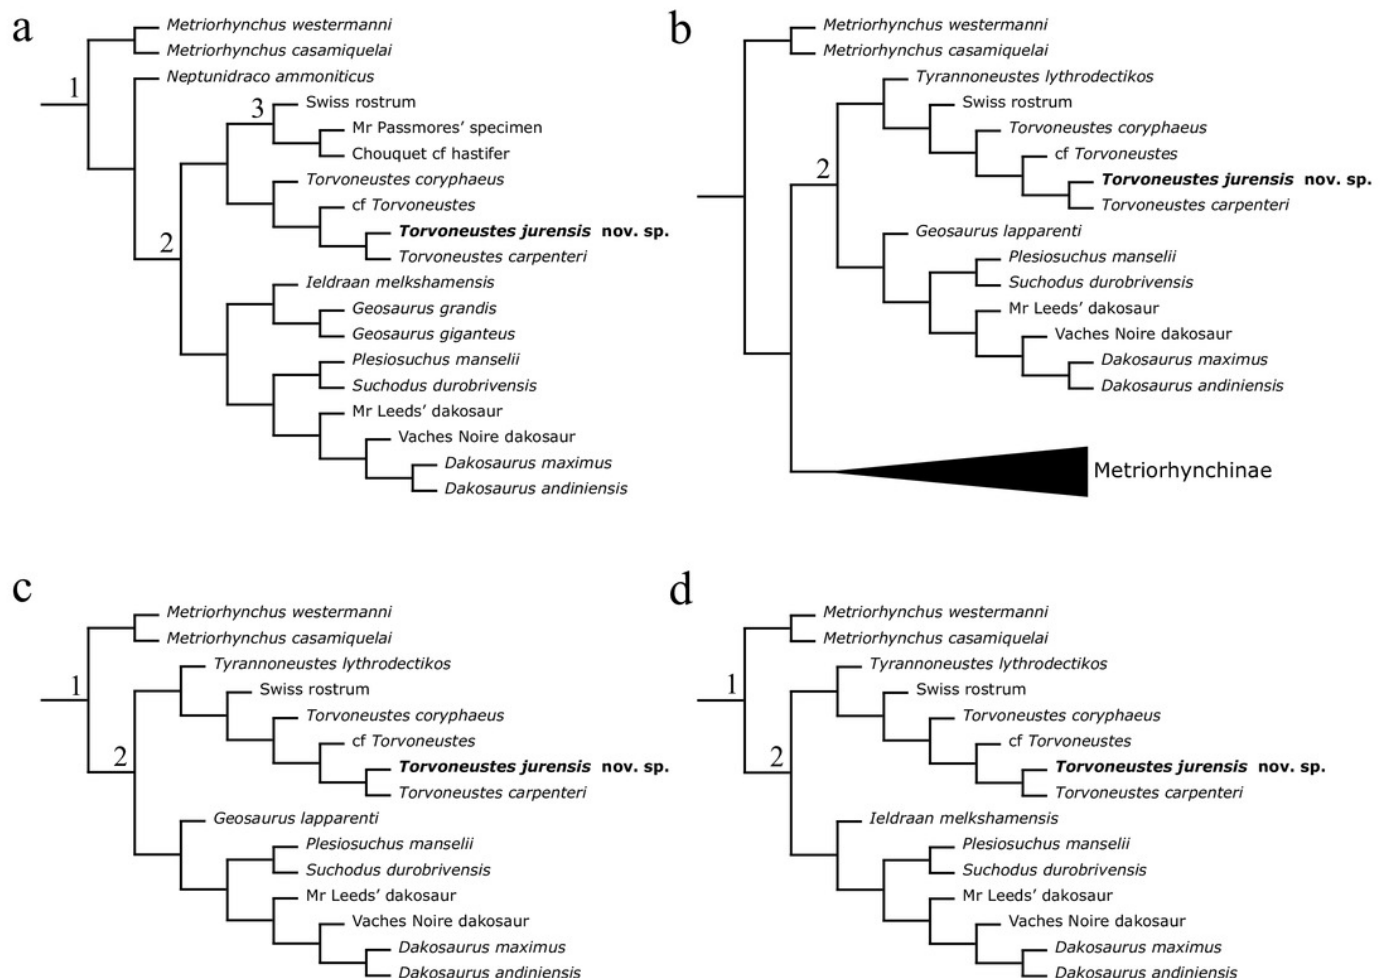 a
Metriorhynchus westermanni
Metriorhynchus casamiquelai
1
Neptunidraco ammoniticus
3
Swiss rostrum
Mr Passmores’ specimen
Chouquet cf hastifer
Torvoneustes coryphaeus
cf Torvoneustes
2
Torvoneustes jurensis nov. sp.
Torvoneustes carpenteri
Ieldraan melkshamensis
Geosaurus grandis
Geosaurus giganteus
Plesiosuchus manselii
Suchodus durobrivensis
Mr Leeds’ dakosaur
Vaches Noire dakosaur
Dakosaurus maximus
Dakosaurus andiniensis
b
Metriorhynchus westermanni
Metriorhynchus casamiquelai
Tyrannoneustes lythrodectikos
Swiss rostrum
Torvoneustes coryphaeus
cf Torvoneustes
2
Torvoneustes jurensis nov. sp.
Torvoneustes carpenteri
Geosaurus lapparenti
Plesiosuchus manselii
Suchodus durobrivensis
Mr Leeds’ dakosaur
Vaches Noire dakosaur
Dakosaurus maximus
Dakosaurus andiniensis
Metriorhynchinae
c
Metriorhynchus westermanni
Metriorhynchus casamiquelai
Tyrannoneustes lythrodectikos
1
Swiss rostrum
Torvoneustes coryphaeus
cf Torvoneustes
2
Torvoneustes jurensis nov. sp.
Torvoneustes carpenteri
Geosaurus lapparenti
Plesiosuchus manselii
Suchodus durobrivensis
Mr Leeds’ dakosaur
Vaches Noire dakosaur
Dakosaurus maximus
Dakosaurus andiniensis
d
Metriorhynchus westermanni
Metriorhynchus casamiquelai
Tyrannoneustes lythrodectikos
1
Swiss rostrum
Torvoneustes coryphaeus
cf Torvoneustes
2
Torvoneustes jurensis nov. sp.
Torvoneustes carpenteri
Ieldraan melkshamensis
Plesiosuchus manselii
Suchodus durobrivensis
Mr Leeds’ dakosaur
Vaches Noire dakosaur
Dakosaurus maximus
Dakosaurus andiniensis